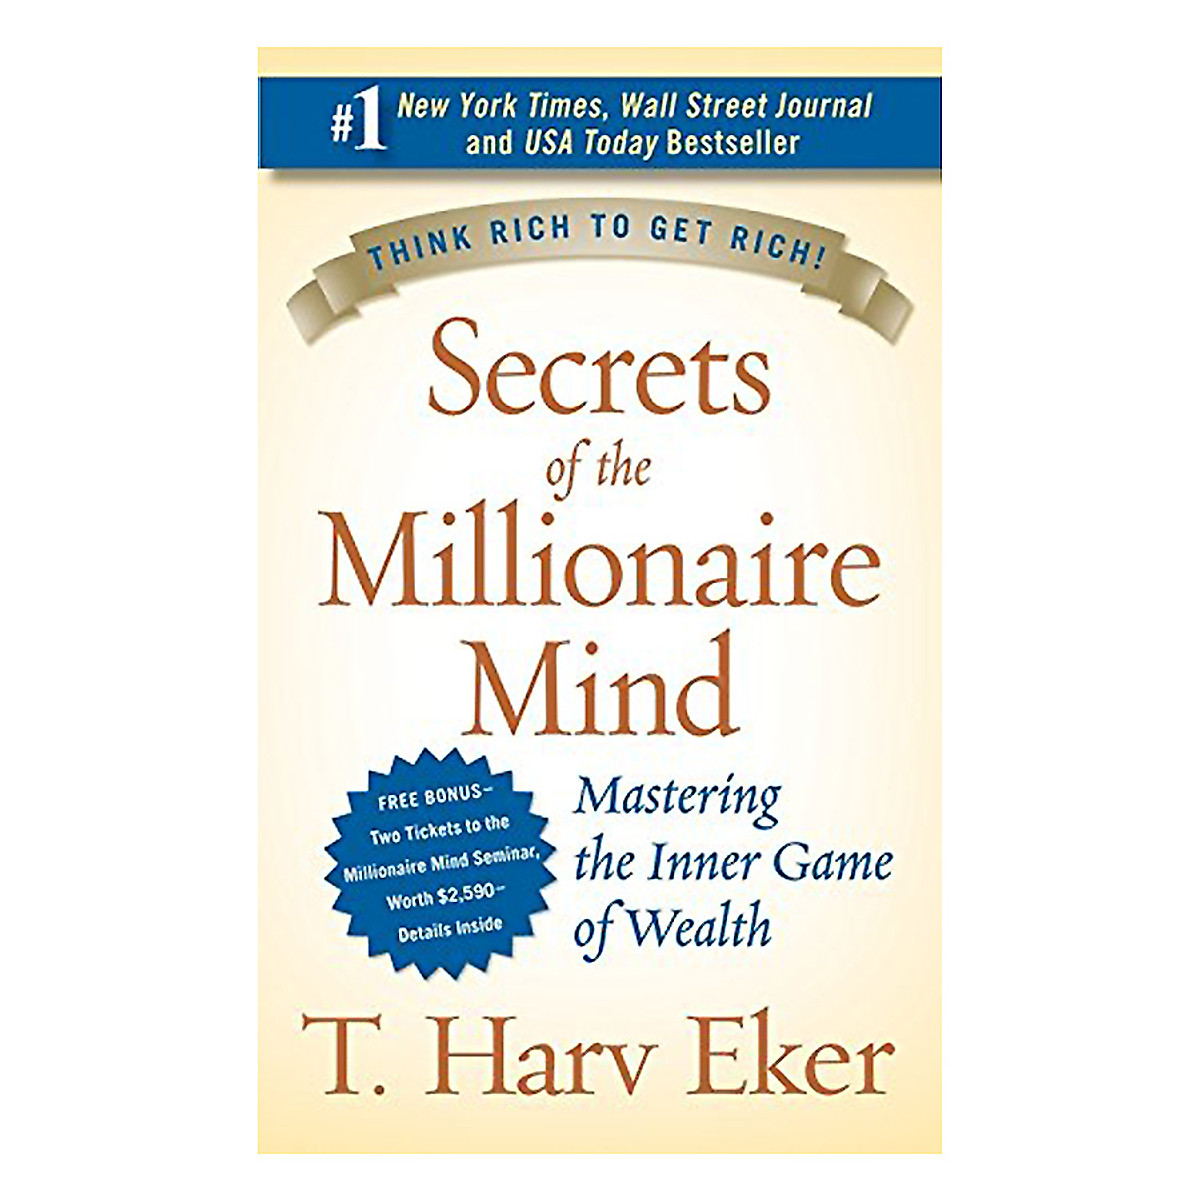 #1 New York Times, Wall Street Journal
and USA Today Bestseller
THINK RICH TO GET RICH!
Secrets
of the
Millionaire
Mind
Mastering
the Inner Game
of Wealth
FREE BONUS–
Two Tickets to the
Millionaire Mind Seminar,
Worth $2,590–
Details Inside
T. Harv Eker